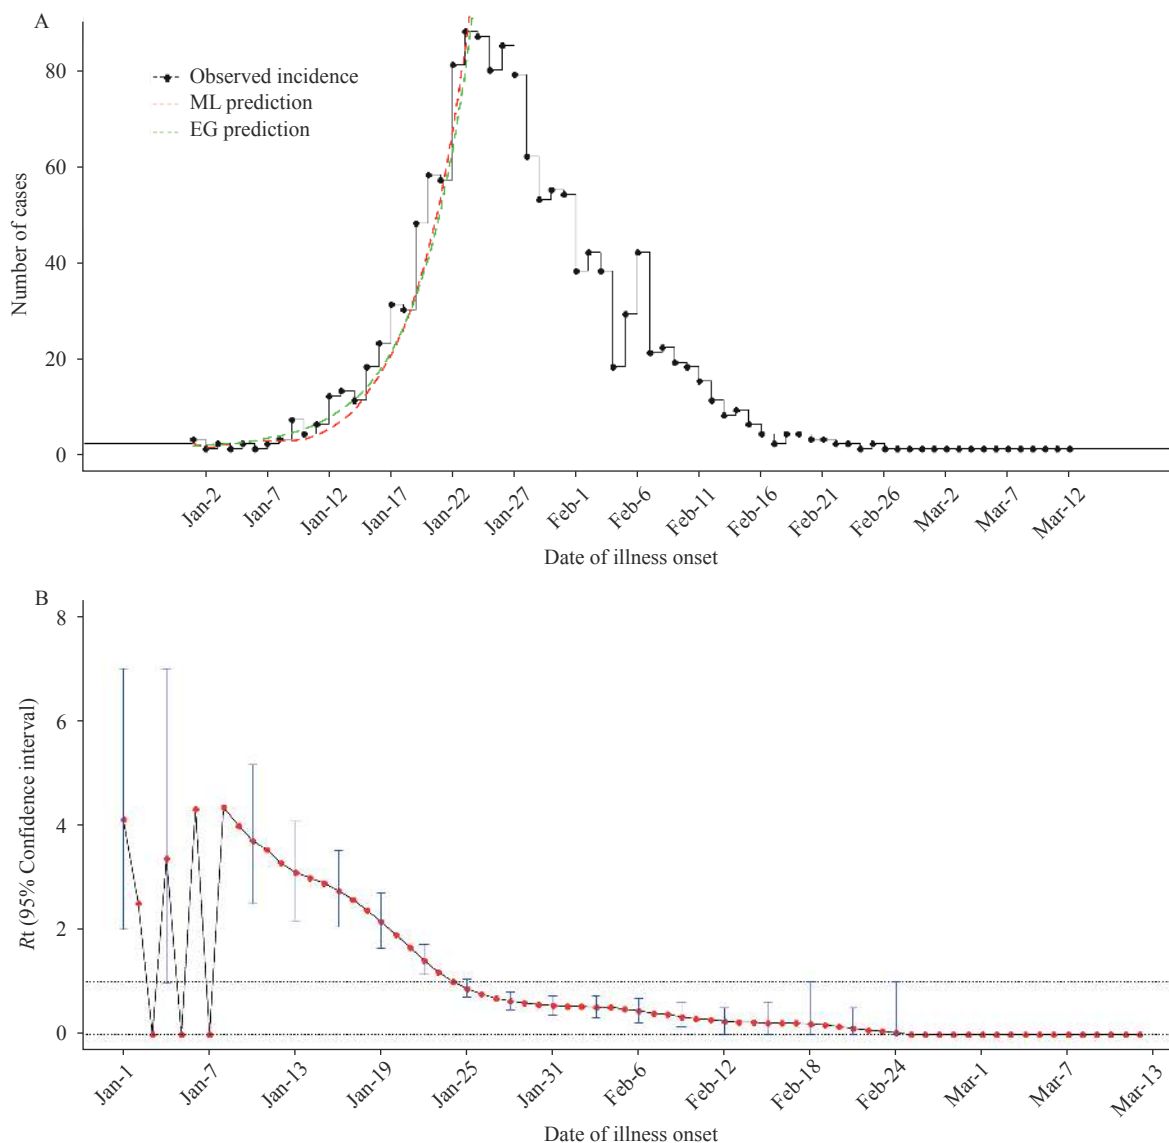 A
80
60
40
20
0
Number of cases
Observed incidence
ML prediction
EG prediction
Jan-2
Jan-7
Jan-12
Jan-17
Jan-22
Jan-27
Feb-1
Feb-6
Feb-11
Feb-16
Feb-21
Feb-26
Mar-2
Mar-7
Mar-12
Date of illness onset
B
8
6
4
2
0
Rt (95% Confidence interval)
Jan-1
Jan-7
Jan-13
Jan-19
Jan-25
Jan-31
Feb-6
Feb-12
Feb-18
Feb-24
Mar-1
Mar-7
Mar-13
Date of illness onset